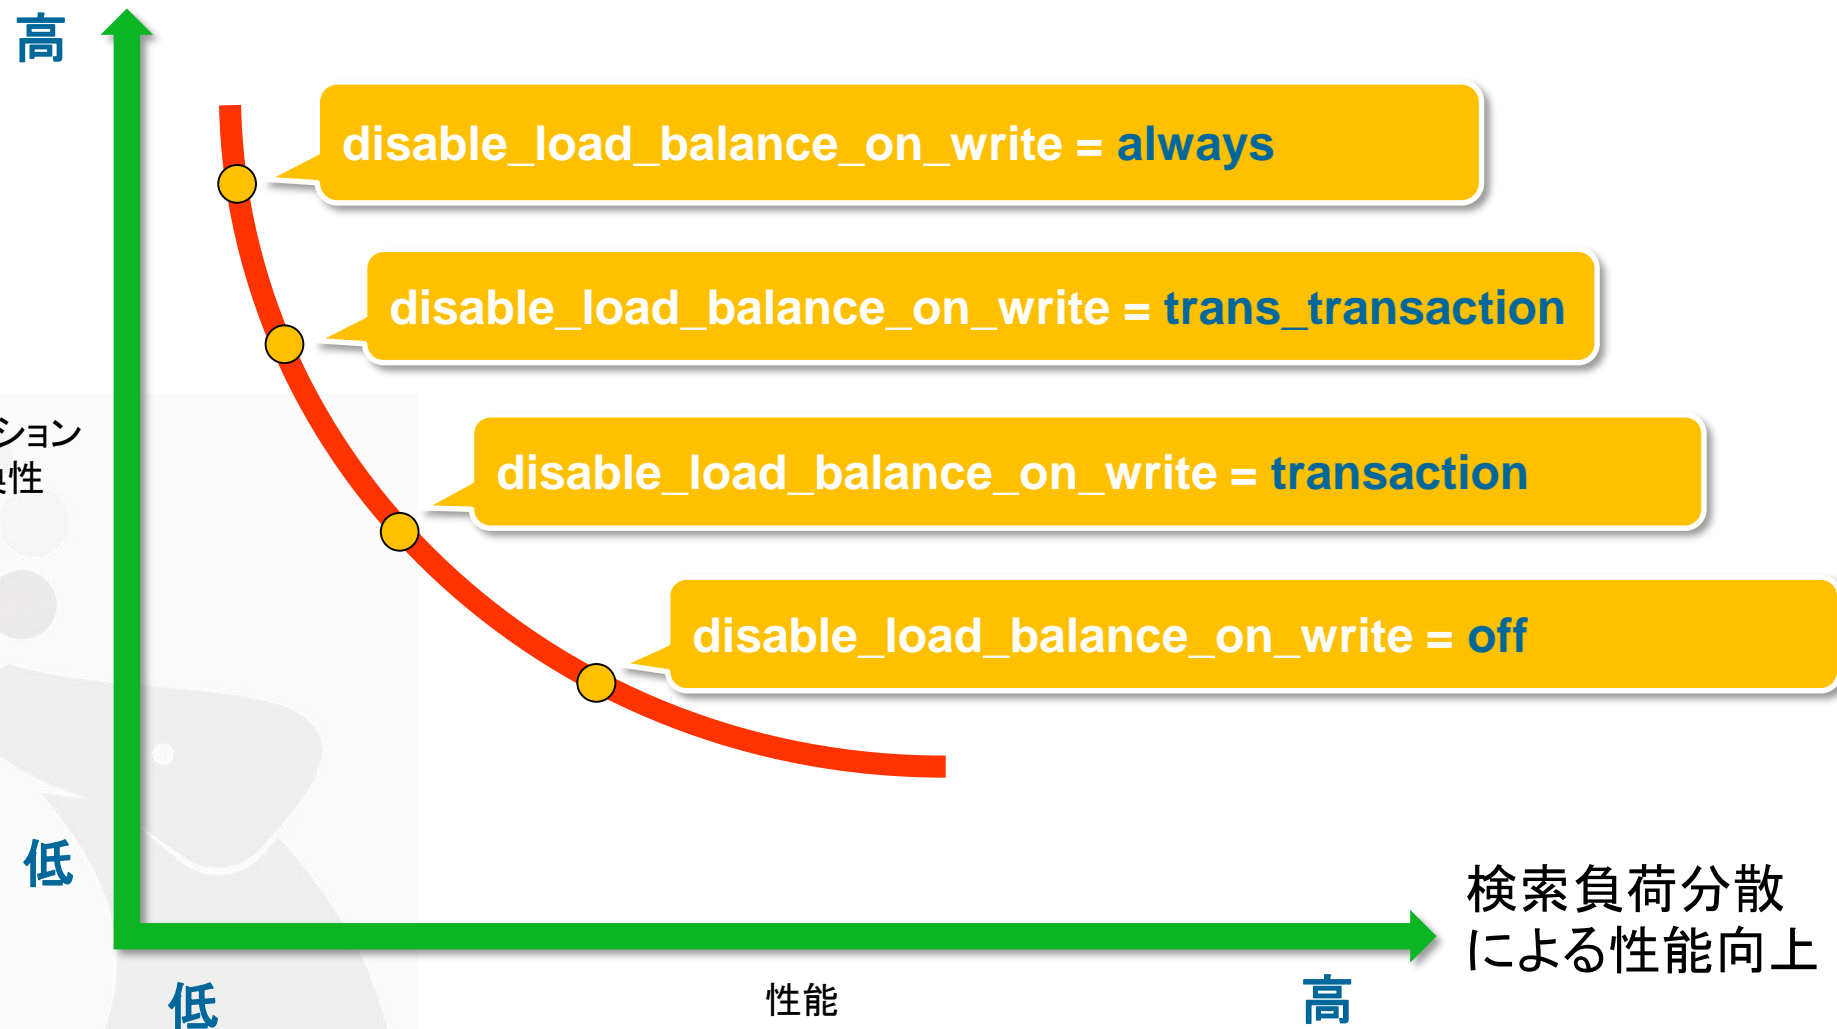 高
disable_load_balance_on_write = always
disable_load_balance_on_write = trans_transaction
ション
性
disable_load_balance_on_write = transaction
disable_load_balance_on_write = off
低
検索負荷分散
による性能向上
低
性能
高